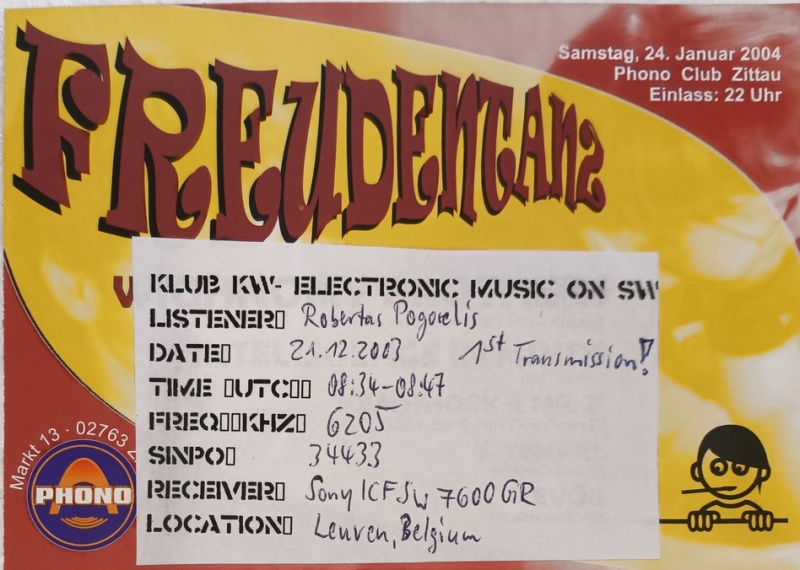 Samstag, 24. Januar 2004
Phono Club Zittau
Einlass: 22 Uhr
FREUDENTANZ
KLUB KW- ELECTRONIC MUSIC ON SW
LISTENER▯ Robertas Pogorelis
DATE▯ 21.12.2003 1st Transmission!
TIME ▯UTC▯▯ 08:34-08:47
FREQ▯▯KHZ▯ 6205
SINPO▯ 34433
RECEIVER▯ Sony ICF SW 7600 GR
LOCATION▯ Leuven, Belgium
Markt 13 · 02763
PHONO